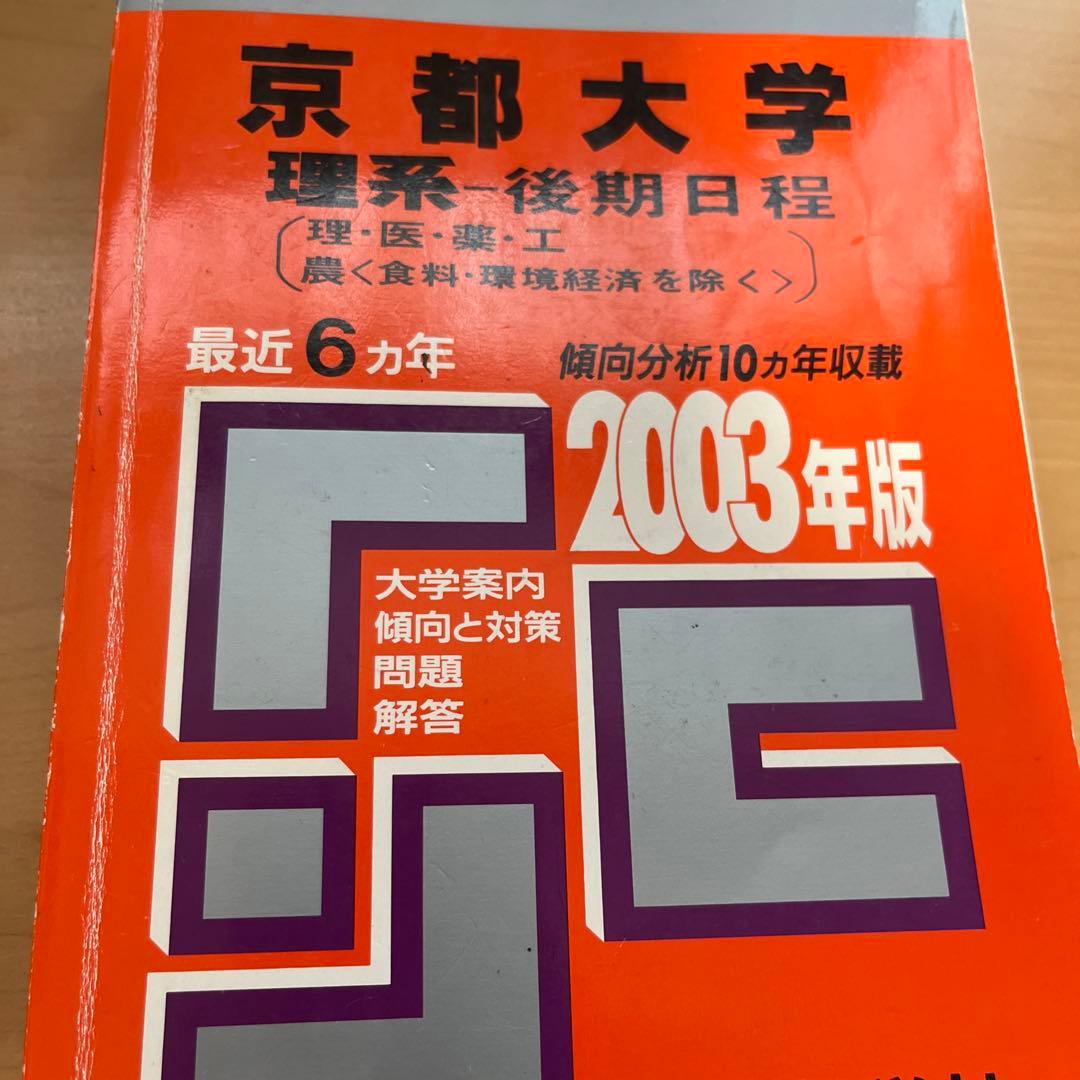 京都大学
理系-後期日程
(理・医・薬・工
農<食料・環境経済を除く>)
最近6ヵ年
傾向分析10ヵ年収載
2003年版
大学案内
傾向と対策
問題
解答